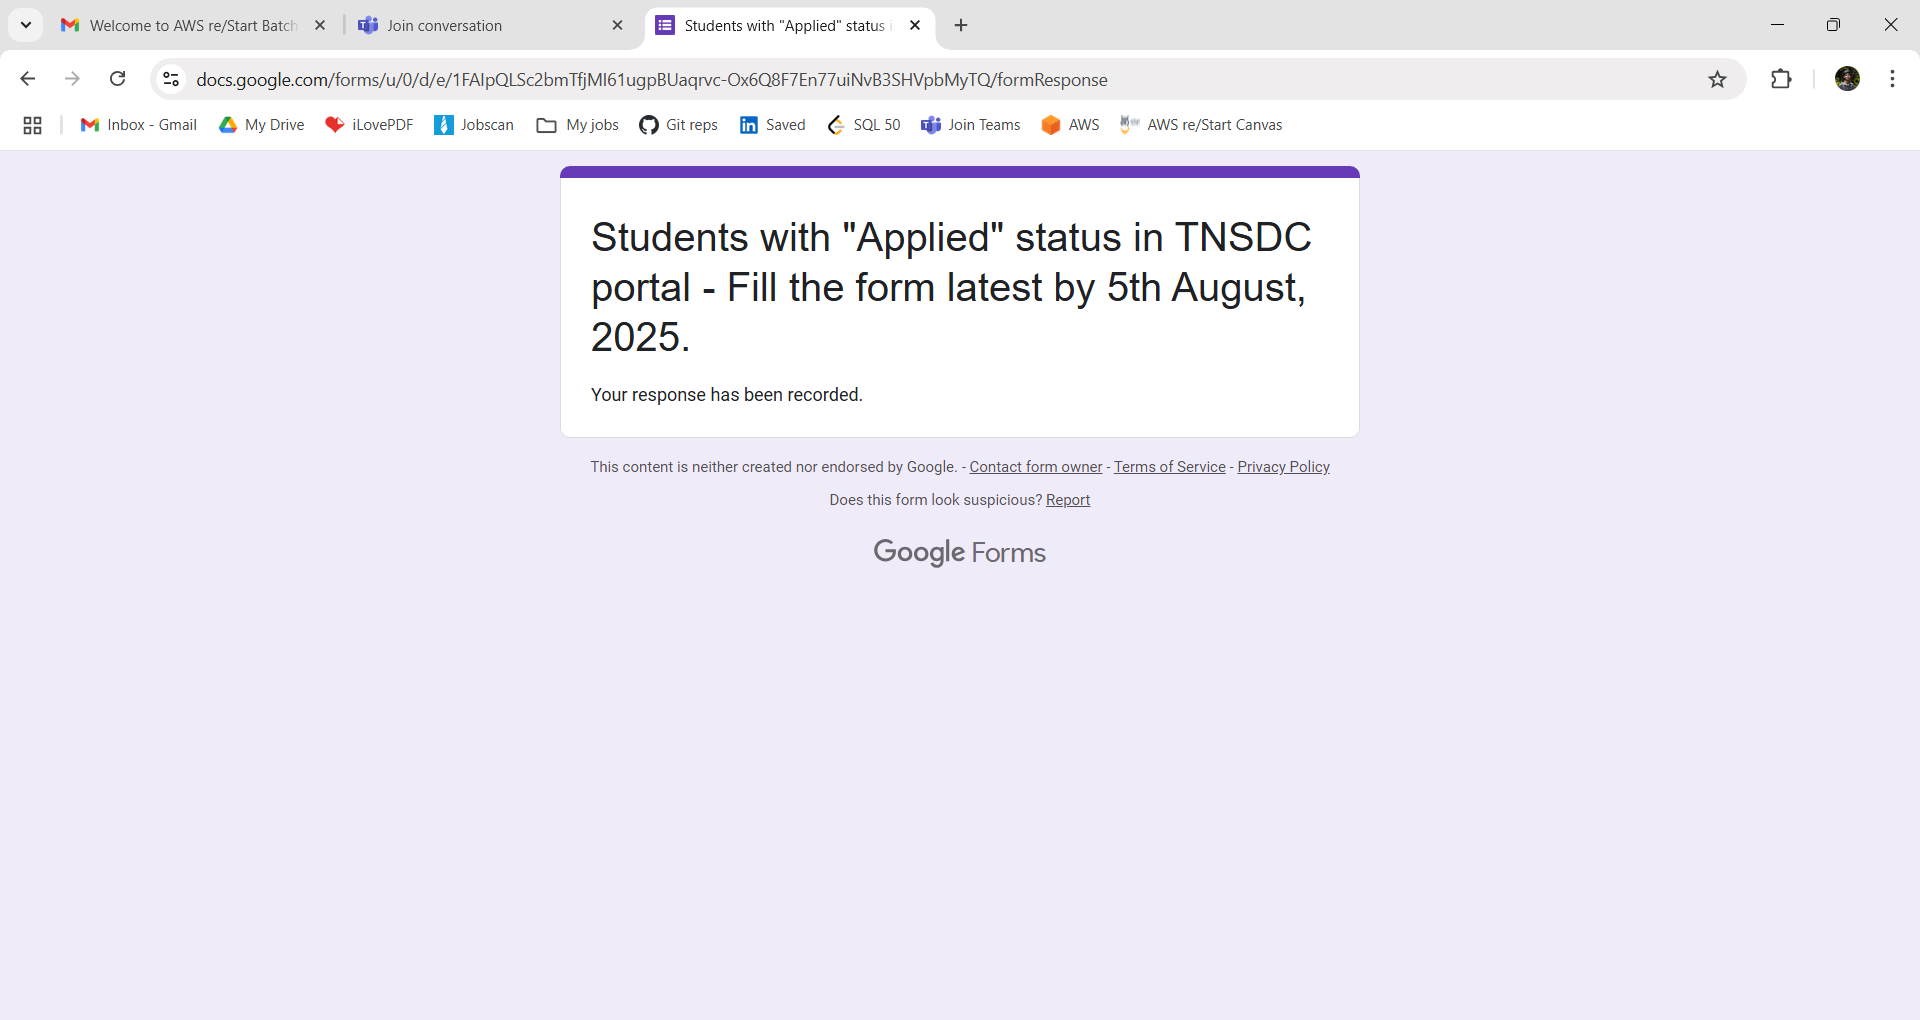 Welcome to AWS re/Start Batch
Join conversation
Students with "Applied" status i
docs.google.com/forms/u/0/d/e/1FAIpQLSc2bmTfjMI61ugpBUaqrvc-Ox6Q8F7En77uiNvB3SHVpbMyTQ/formResponse
Inbox - Gmail My Drive iLovePDF Jobscan My jobs Git reps Saved SQL 50 Join Teams AWS AWS re/Start Canvas
Students with "Applied" status in TNSDC
portal - Fill the form latest by 5th August,
2025.
Your response has been recorded.
This content is neither created nor endorsed by Google. - Contact form owner - Terms of Service - Privacy Policy
Does this form look suspicious? Report
Google Forms